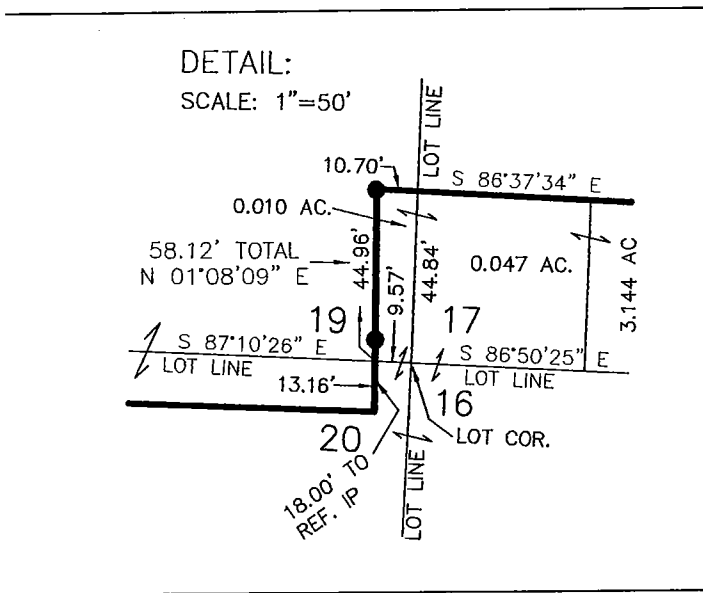 DETAIL:
SCALE: 1"=50'
LOT LINE
10.70'
S 86°37'34" E
0.010 AC.
58.12' TOTAL
N 01°08'09" E
44.96'
9.57'
44.84'
0.047 AC.
3.144 AC
19
17
S 87°10'26" E
LOT LINE
S 86°50'25" E
LOT LINE
13.16'
16
20
LOT COR.
18.00' TO
REF. IP
LOT LINE